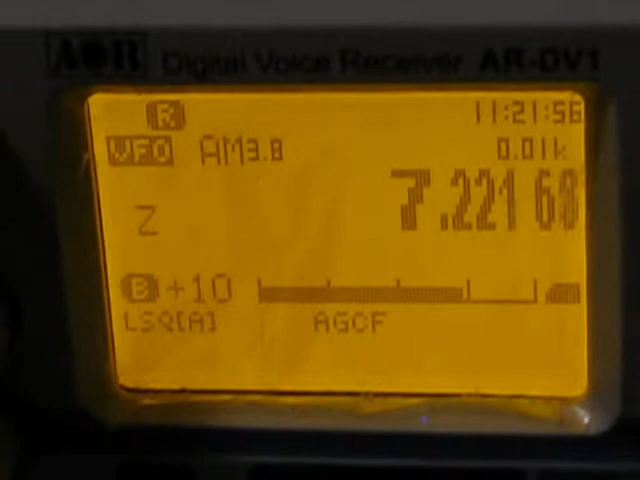 AOR Digital Voice Receiver AR-DV1
R 11:21:56
VFO AM3.8 0.01k
Z 7.221 60
B +10
LSQ[A] AGCF